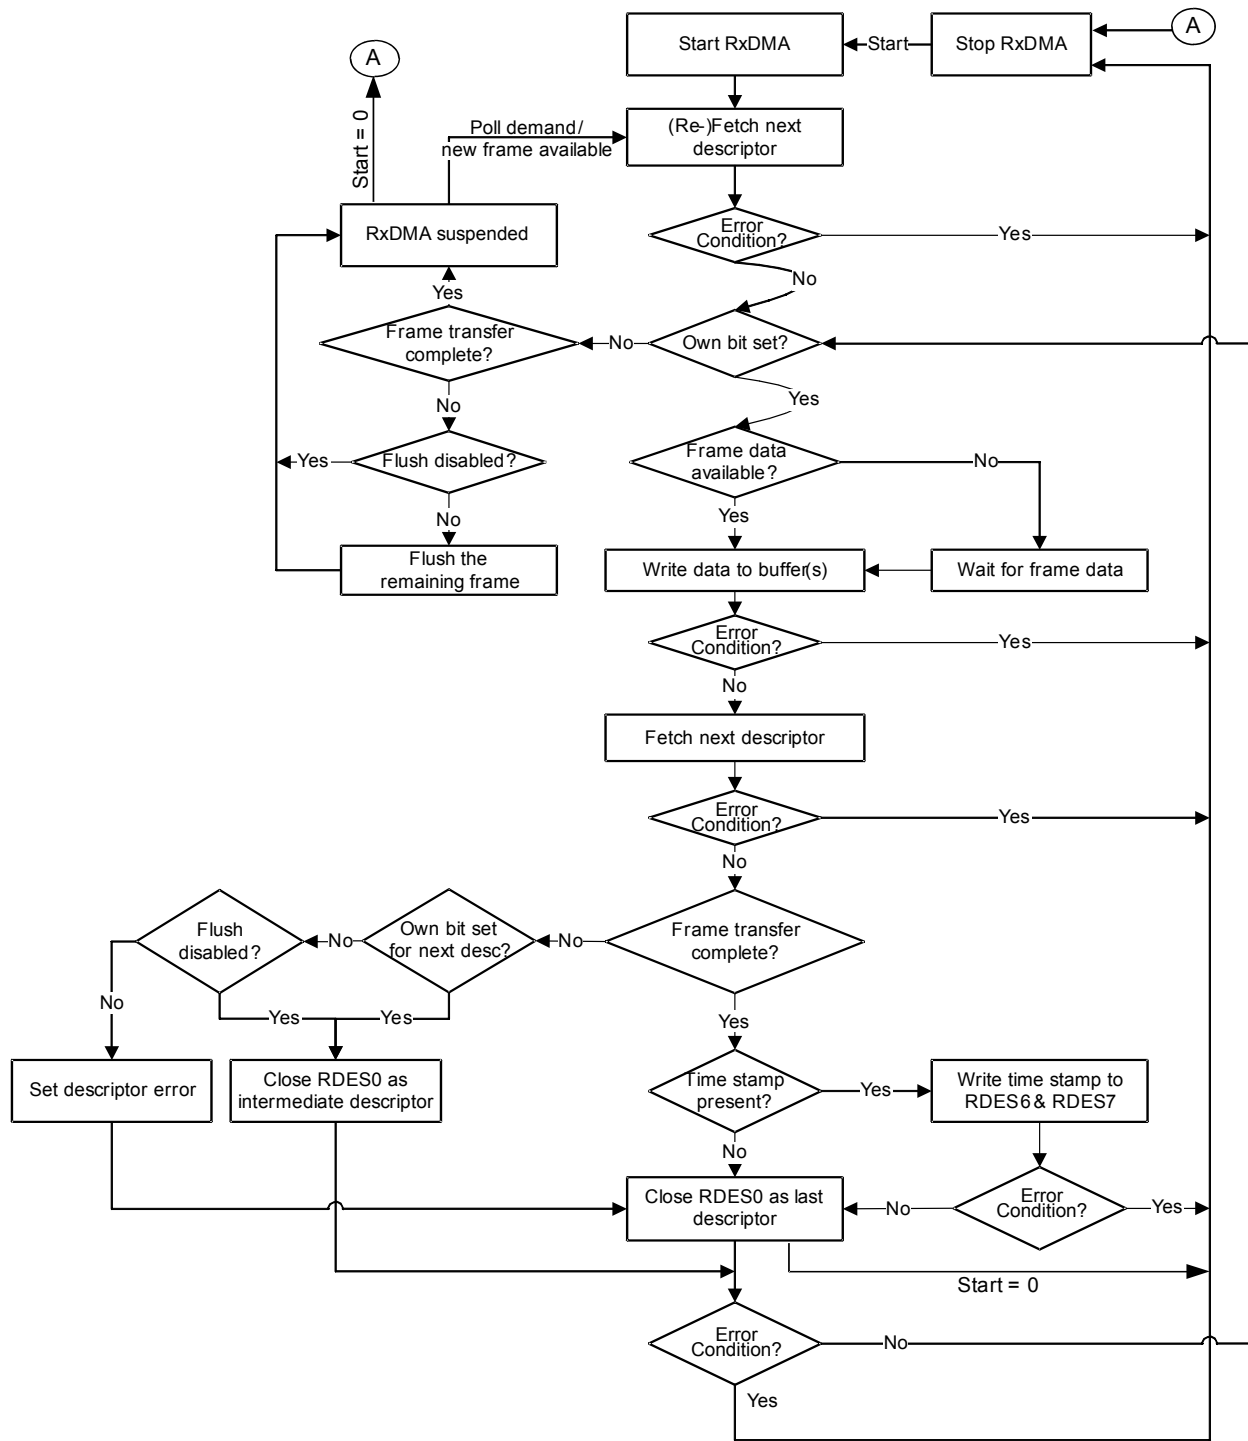 A
Start RxDMA
Start
Stop RxDMA
A
Start = 0
Poll demand/
new frame available
(Re-)Fetch next
descriptor
RxDMA suspended
Error
Condition?
Yes
No
Yes
Frame transfer
complete?
No
Own bit set?
No
Yes
Flush disabled?
Yes
Frame data
available?
No
No
Yes
Flush the
remaining frame
Write data to buffer(s)
Wait for frame data
Error
Condition?
Yes
No
Fetch next descriptor
Error
Condition?
Yes
No
Flush
disabled?
No
Own bit set
for next desc?
No
Frame transfer
complete?
No
Yes
Yes
Yes
Set descriptor error
Close RDES0 as
intermediate descriptor
Time stamp
present?
Yes
Write time stamp to
RDES6 & RDES7
No
Close RDES0 as last
descriptor
No
Error
Condition?
Yes
Start = 0
Error
Condition?
No
Yes